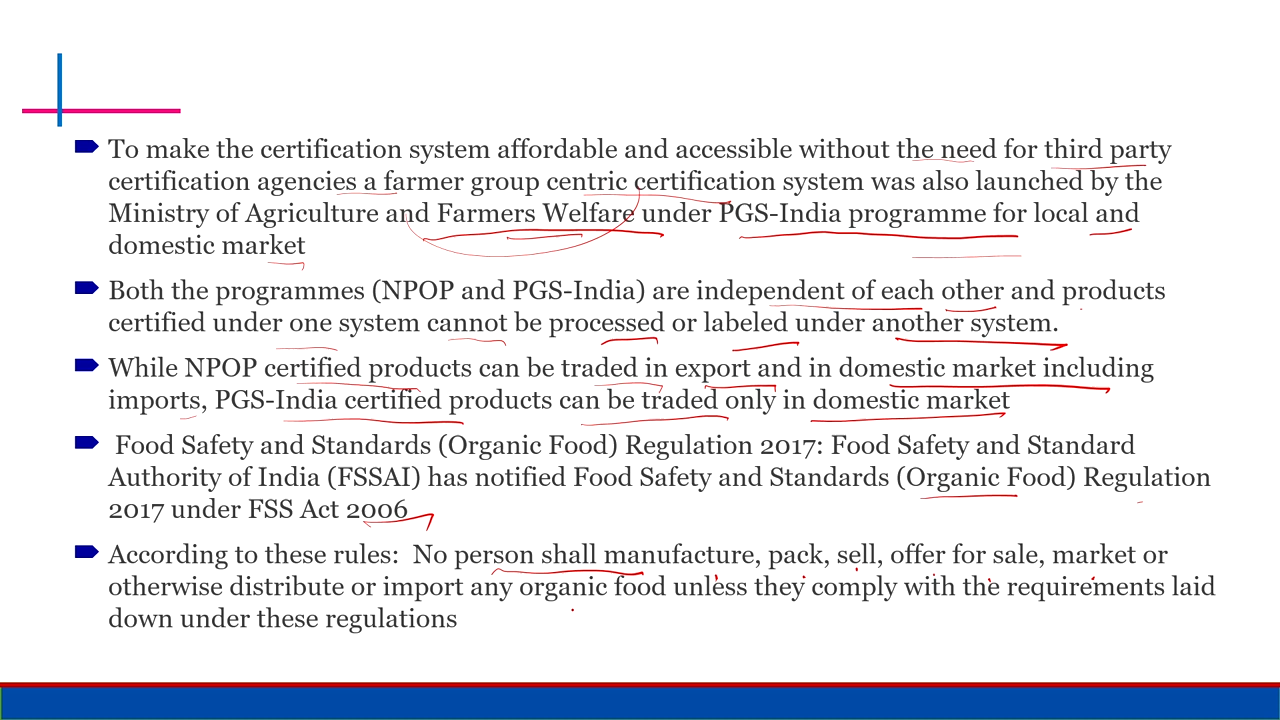 To make the certification system affordable and accessible without the need for third party
certification agencies a farmer group centric certification system was also launched by the
Ministry of Agriculture and Farmers Welfare under PGS-India programme for local and
domestic market
Both the programmes (NPOP and PGS-India) are independent of each other and products
certified under one system cannot be processed or labeled under another system.
While NPOP certified products can be traded in export and in domestic market including
imports, PGS-India certified products can be traded only in domestic market
Food Safety and Standards (Organic Food) Regulation 2017: Food Safety and Standard
Authority of India (FSSAI) has notified Food Safety and Standards (Organic Food) Regulation
2017 under FSS Act 2006
According to these rules:  No person shall manufacture, pack, sell, offer for sale, market or
otherwise distribute or import any organic food unless they comply with the requirements laid
down under these regulations